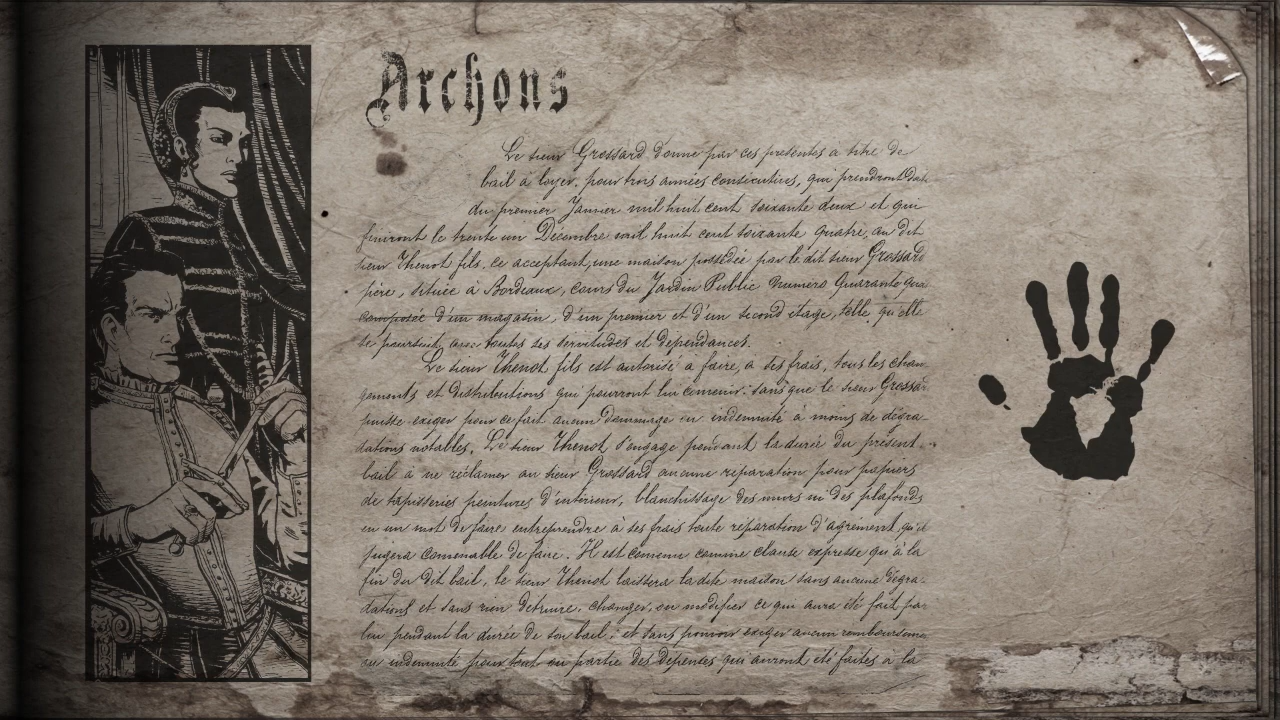 Archons
Le sieur Grossard donne par ces présentes a titre de
bail à loyer, pour trois années consécutives, qui prendront dat.
du premier Janvier mil huit cent soixante deux et qui
finiront le trente un Décembre mil huit cent soixante quatre, au dit
sieur Thenot fils, ce acceptant, une maison possédée par le dit sieur Grossard
père, située à Bordeaux, cours du Jardin Public numero Quarante qua
composée d'un magasin, d'un premier et d'un second étage, telle qu'elle
se poursuit, avec toutes ses servitudes et dépendances.
Le sieur Thenot fils est autorisé à faire, a ses frais, tous les chan
gements et distributions qui pourront lui convenir, sans que le sieur Grossar
puisse exiger pour ce fait aucun dommage ou indemnité à moins de dégra-
dations notables. Le sieur Thenot s'engage pendant la durée du présent
bail à ne réclamer au sieur Grossard aucune reparation pour papiers
de tapisseries peintures d'intérieur, blanchissage des murs ni des plafonds
en un mot de faire entreprendre à ses frais toute réparation d'agrément, qu'il
jugera convenable de faire. Il est convenu comme clause expresse qu'à la
fin du dit bail, le sieur Thenot laissera la dite maison sans aucune dégra-
dations et sans rien détruire, changer, ou modifier ce qui aura été fait pa
lui pendant la durée de son bail, et sans pouvoir exiger aucun rembourseme
ou indemnité pour tout ou partie des dépenses qui auront été faites a la